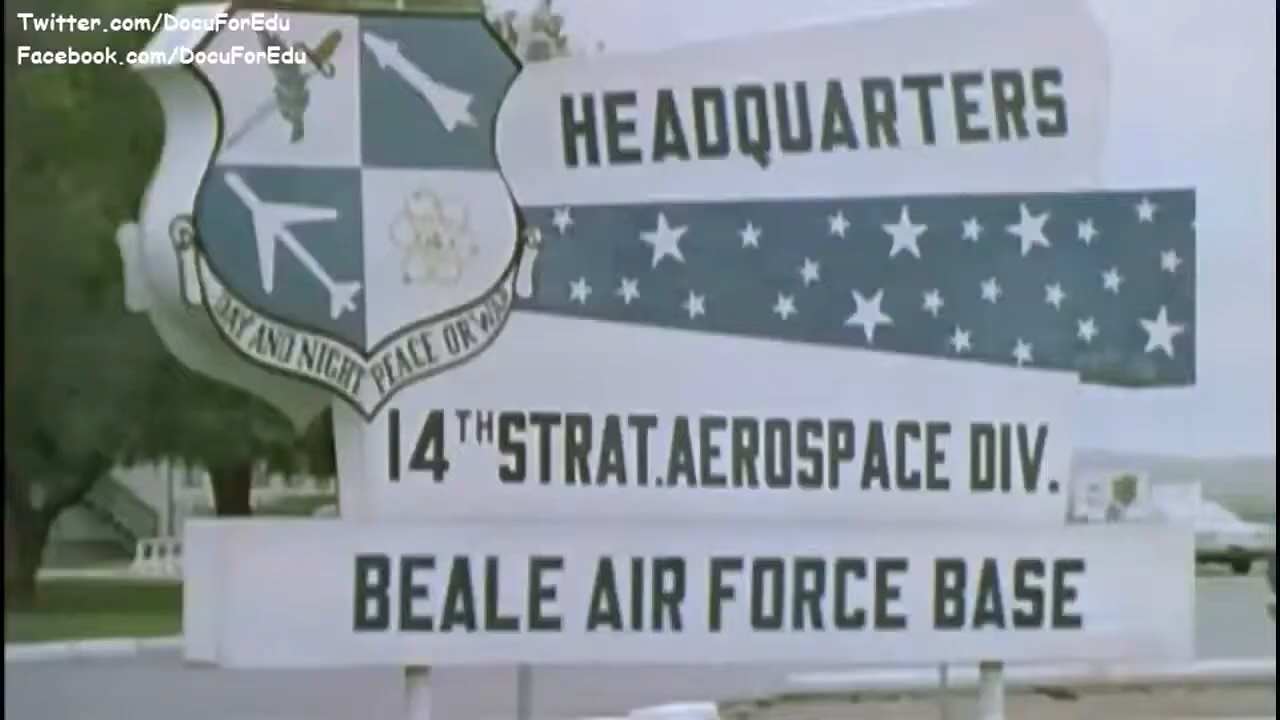 Twitter.com/DocuForEdu
Facebook.com/DocuForEdu
HEADQUARTERS
DAY AND NIGHT PEACE OR WAR
14TH STRAT. AEROSPACE DIV.
BEALE AIR FORCE BASE